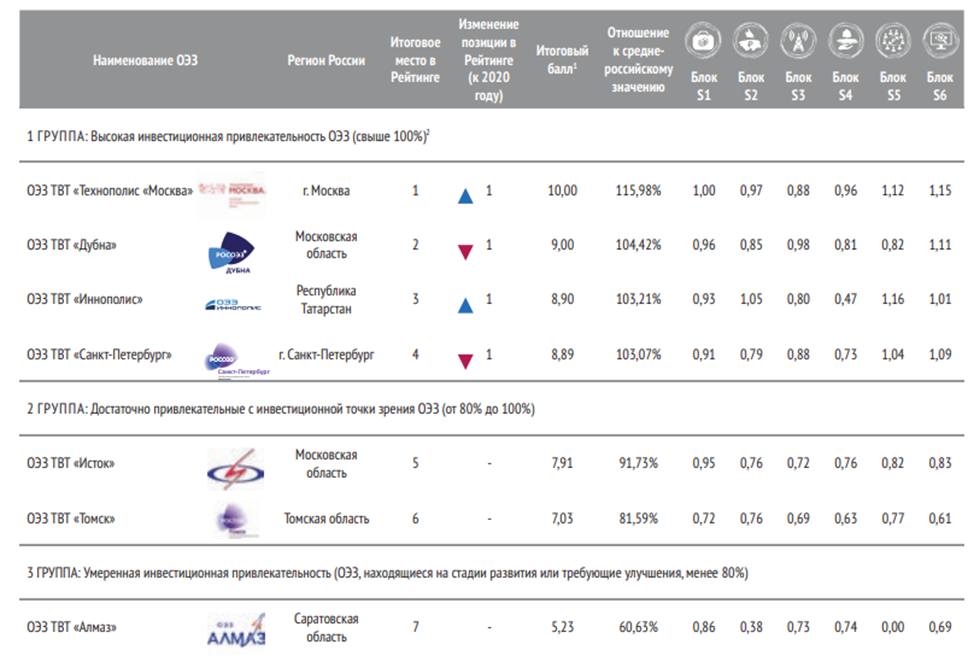 Наименование ОЭЗ Регион России Итоговое место в Рейтинге Изменение позиции в Рейтинге (к 2020 году) Итоговый балл¹ Отношение к средне-российскому значению Блок S1 Блок S2 Блок S3 Блок S4 Блок S5 Блок S6
1 ГРУППА: Высокая инвестиционная привлекательность ОЭЗ (свыше 100%)²
ОЭЗ ТВТ «Технополис «Москва» МОСКВА г. Москва 1 ▲ 1 10,00 115,98% 1,00 0,97 0,88 0,96 1,12 1,15
ОЭЗ ТВТ «Дубна» РОСОЭЗ ДУБНА Московская область 2 ▼ 1 9,00 104,42% 0,96 0,85 0,98 0,81 0,82 1,11
ОЭЗ ТВТ «Иннополис» ОЭЗ ИННОПОЛИС Республика Татарстан 3 ▲ 1 8,90 103,21% 0,93 1,05 0,80 0,47 1,16 1,01
ОЭЗ ТВТ «Санкт-Петербург» РОСОЭЗ Санкт-Петербург г. Санкт-Петербург 4 ▼ 1 8,89 103,07% 0,91 0,79 0,88 0,73 1,04 1,09
2 ГРУППА: Достаточно привлекательные с инвестиционной точки зрения ОЭЗ (от 80% до 100%)
ОЭЗ ТВТ «Исток» Московская область 5 - 7,91 91,73% 0,95 0,76 0,72 0,76 0,82 0,83
ОЭЗ ТВТ «Томск» Томская область 6 - 7,03 81,59% 0,72 0,76 0,69 0,63 0,77 0,61
3 ГРУППА: Умеренная инвестиционная привлекательность (ОЭЗ, находящиеся на стадии развития или требующие улучшения, менее 80%)
ОЭЗ ТВТ «Алмаз» ОЭЗ АЛМАЗ Саратовская область 7 - 5,23 60,63% 0,86 0,38 0,73 0,74 0,00 0,69